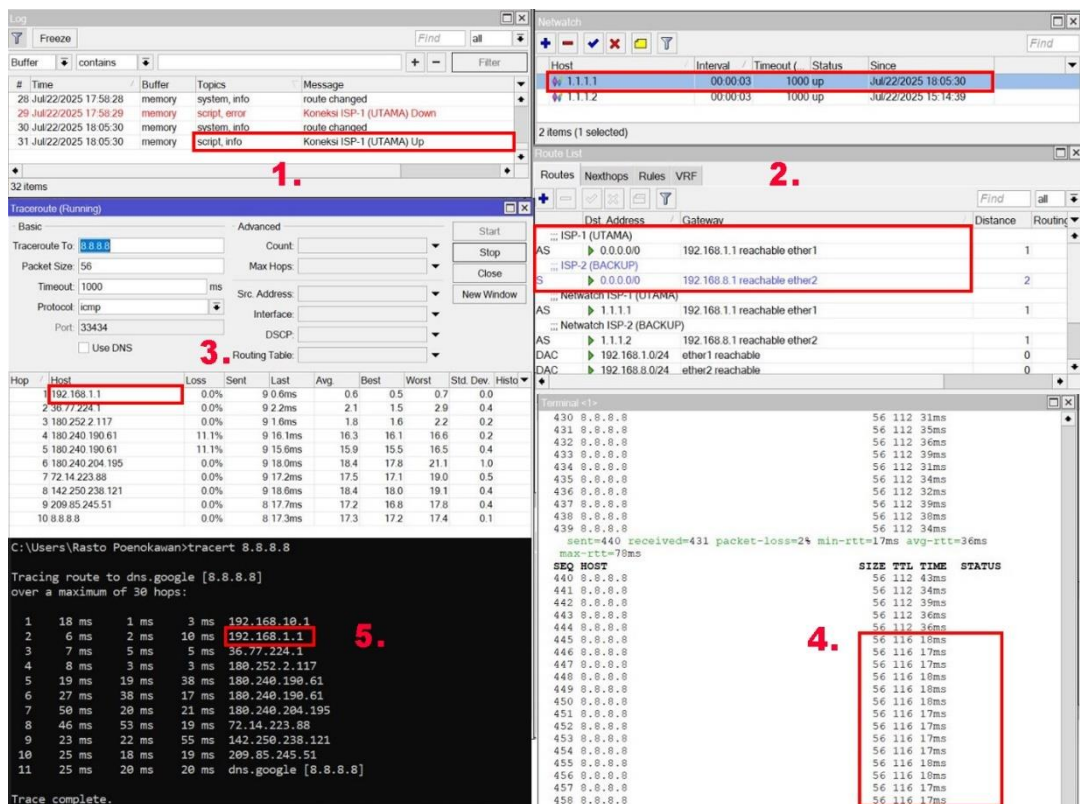 Log
Freeze
Find
all
Buffer
contains
+
-
Filter
# Time Buffer Topics Message
28 Jul/22/2025 17:58:28 memory system, info route changed
29 Jul/22/2025 17:58:29 memory script, error Koneksi ISP-1 (UTAMA) Down
30 Jul/22/2025 18:05:30 memory system, info route changed
31 Jul/22/2025 18:05:30 memory script, info Koneksi ISP-1 (UTAMA) Up
1.
32 items
Netwatch
Find
Host Interval Timeout (... Status Since
1.1.1.1 00:00:03 1000 up Jul/22/2025 18:05:30
1.1.1.2 00:00:03 1000 up Jul/22/2025 15:14:39
2 items (1 selected)
Route List
Routes Nexthops Rules VRF
2.
Find
all
Dst. Address Gateway Distance Routing
;;; ISP-1 (UTAMA)
AS 0.0.0.0/0 192.168.1.1 reachable ether1 1
;;; ISP-2 (BACKUP)
S 0.0.0.0/0 192.168.8.1 reachable ether2 2
;;; Netwatch ISP-1 (UTAMA)
AS 1.1.1.1 192.168.1.1 reachable ether1 1
;;; Netwatch ISP-2 (BACKUP)
AS 1.1.1.2 192.168.8.1 reachable ether2 1
DAC 192.168.1.0/24 ether1 reachable 0
DAC 192.168.8.0/24 ether2 reachable 0
Traceroute (Running)
Basic
Traceroute To: 8.8.8.8
Packet Size: 56
Timeout: 1000 ms
Protocol: icmp
Port: 33434
Use DNS
3.
Advanced
Count:
Max Hops:
Src. Address:
Interface:
DSCP:
Routing Table:
Start
Stop
Close
New Window
Hop Host Loss Sent Last Avg. Best Worst Std. Dev. Histo
1 192.168.1.1 0.0% 9 0.6ms 0.6 0.5 0.7 0.0
2 36.77.224.1 0.0% 9 2.2ms 2.1 1.5 2.9 0.4
3 180.252.2.117 0.0% 9 1.6ms 1.8 1.6 2.2 0.2
4 180.240.190.61 11.1% 9 16.1ms 16.3 16.1 16.6 0.2
5 180.240.190.61 11.1% 9 15.6ms 15.9 15.5 16.5 0.4
6 180.240.204.195 0.0% 9 18.0ms 18.4 17.8 21.1 1.0
7 72.14.223.88 0.0% 9 17.2ms 17.5 17.1 19.0 0.5
8 142.250.238.121 0.0% 9 18.6ms 18.4 18.0 19.1 0.4
9 209.85.245.51 0.0% 8 17.7ms 17.2 16.8 17.8 0.4
10 8.8.8.8 0.0% 8 17.3ms 17.3 17.2 17.4 0.1
C:\Users\Rasto Poenokawan>tracert 8.8.8.8
Tracing route to dns.google [8.8.8.8]
over a maximum of 30 hops:
1 18 ms 1 ms 3 ms 192.168.10.1
2 6 ms 2 ms 10 ms 192.168.1.1
3 7 ms 5 ms 5 ms 36.77.224.1
4 8 ms 3 ms 3 ms 180.252.2.117
5 19 ms 19 ms 38 ms 180.240.190.61
6 27 ms 38 ms 17 ms 180.240.190.61
7 50 ms 20 ms 21 ms 180.240.204.195
8 46 ms 53 ms 19 ms 72.14.223.88
9 23 ms 22 ms 55 ms 142.250.238.121
10 25 ms 18 ms 19 ms 209.85.245.51
11 25 ms 20 ms 20 ms dns.google [8.8.8.8]
Trace complete.
5.
Terminal <1>
430 8.8.8.8 56 112 31ms
431 8.8.8.8 56 112 35ms
432 8.8.8.8 56 112 36ms
433 8.8.8.8 56 112 39ms
434 8.8.8.8 56 112 31ms
435 8.8.8.8 56 112 34ms
436 8.8.8.8 56 112 32ms
437 8.8.8.8 56 112 39ms
438 8.8.8.8 56 112 38ms
439 8.8.8.8 56 112 34ms
sent=440 received=431 packet-loss=2% min-rtt=17ms avg-rtt=36ms
max-rtt=78ms
SEQ HOST SIZE TTL TIME STATUS
440 8.8.8.8 56 112 43ms
441 8.8.8.8 56 112 34ms
442 8.8.8.8 56 112 39ms
443 8.8.8.8 56 112 36ms
444 8.8.8.8 56 112 36ms
445 8.8.8.8 56 116 18ms
446 8.8.8.8 56 116 17ms
447 8.8.8.8 56 116 17ms
448 8.8.8.8 56 116 18ms
449 8.8.8.8 56 116 18ms
450 8.8.8.8 56 116 18ms
451 8.8.8.8 56 116 17ms
452 8.8.8.8 56 116 17ms
453 8.8.8.8 56 116 17ms
454 8.8.8.8 56 116 17ms
455 8.8.8.8 56 116 18ms
456 8.8.8.8 56 116 18ms
457 8.8.8.8 56 116 17ms
458 8.8.8.8 56 116 17ms
4.